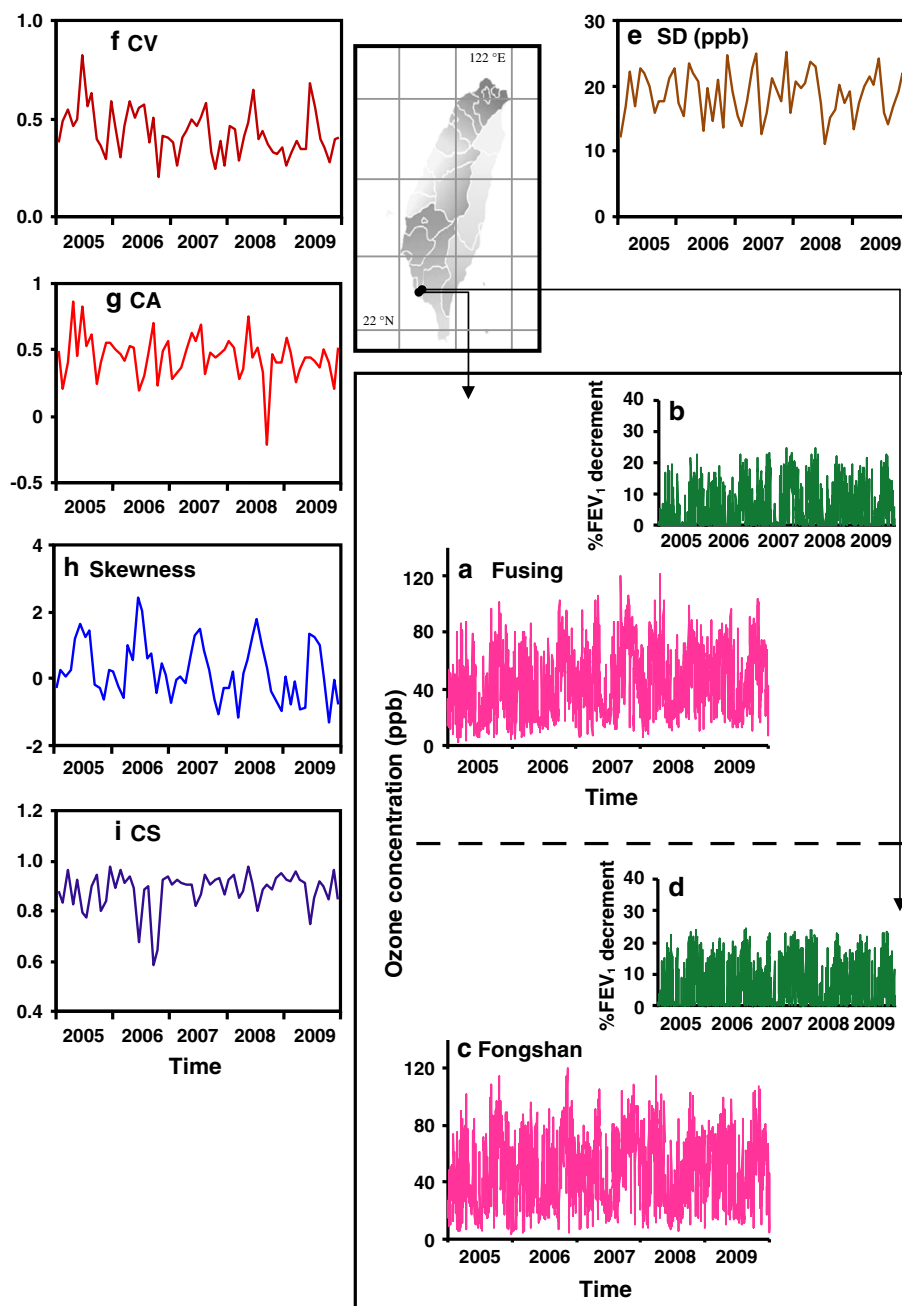 f CV
1.0
0.5
0.0
2005 2006 2007 2008 2009
g CA
1
0.5
0
-0.5
2005 2006 2007 2008 2009
h Skewness
4
2
0
-2
2005 2006 2007 2008 2009
i CS
1.2
1.0
0.8
0.6
0.4
2005 2006 2007 2008 2009
Time
122 °E
22 °N
e SD (ppb)
30
20
10
0
2005 2006 2007 2008 2009
b
%FEV₁ decrement
40
30
20
10
0
2005 2006 2007 2008 2009
a Fusing
Ozone concentration (ppb)
120
80
40
0
2005 2006 2007 2008 2009
Time
d
%FEV₁ decrement
40
30
20
10
0
2005 2006 2007 2008 2009
c Fongshan
120
80
40
0
2005 2006 2007 2008 2009
Time